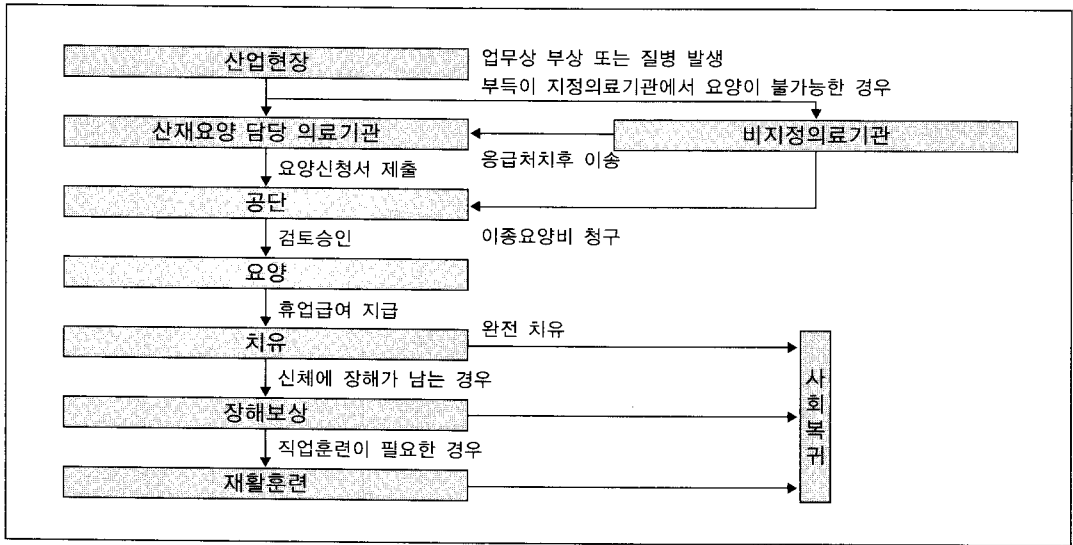 산업현장
업무상 부상 또는 질병 발생
부득이 지정의료기관에서 요양이 불가능한 경우
산재요양 담당 의료기관
비지정의료기관
응급처치후 이송
요양신청서 제출
공단
검토승인
이종요양비 청구
요양
휴업급여 지급
치유
완전 치유
신체에 장해가 남는 경우
장해보상
직업훈련이 필요한 경우
재활훈련
사회복귀